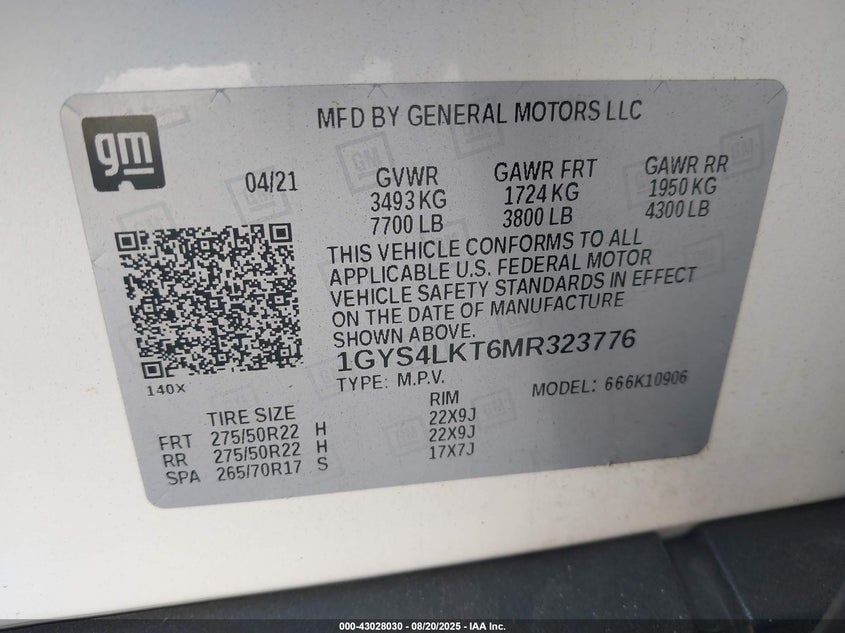 MFD BY GENERAL MOTORS LLC
gm
04/21
GVWR
3493 KG
7700 LB
GAWR FRT
1724 KG
3800 LB
GAWR RR
1950 KG
4300 LB
THIS VEHICLE CONFORMS TO ALL
APPLICABLE U.S. FEDERAL MOTOR
VEHICLE SAFETY STANDARDS IN EFFECT
ON THE DATE OF MANUFACTURE
SHOWN ABOVE.
1GYS4LKT6MR323776
140X
TYPE: M.P.V.
MODEL: 666K10906
TIRE SIZE RIM
FRT 275/50R22 H 22X9J
RR 275/50R22 H 22X9J
SPA 265/70R17 S 17X7J
000-43028030 - 08/20/2025 - IAA Inc.